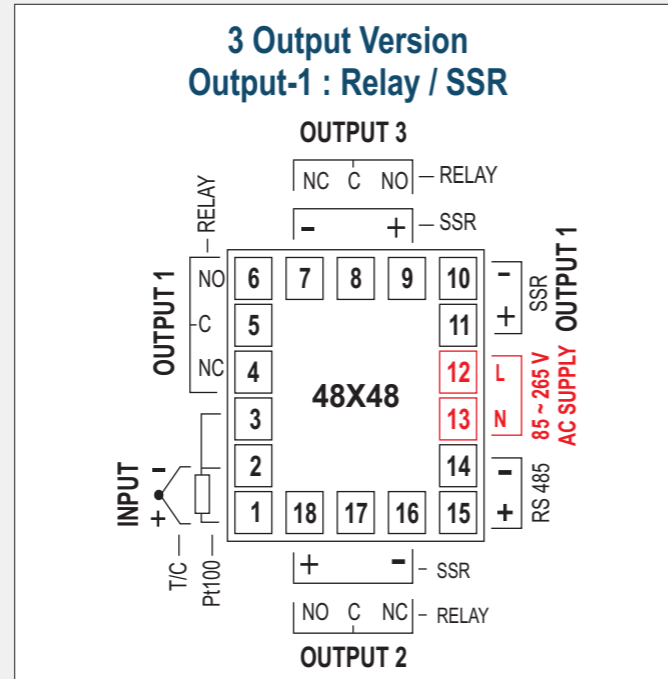 3 Output Version
Output-1 : Relay / SSR
OUTPUT 3
NC C NO RELAY
- + SSR
OUTPUT 1
RELAY
NO
C
NC
6 7 8 9 10
5 11
4 12
3 13
2 14
1 18 17 16 15
48X48
- +
SSR
OUTPUT 1
L
N
85 ~ 265 V
AC SUPPLY
- +
RS 485
INPUT
- +
T/C
Pt100
+ - SSR
NO C NC RELAY
OUTPUT 2